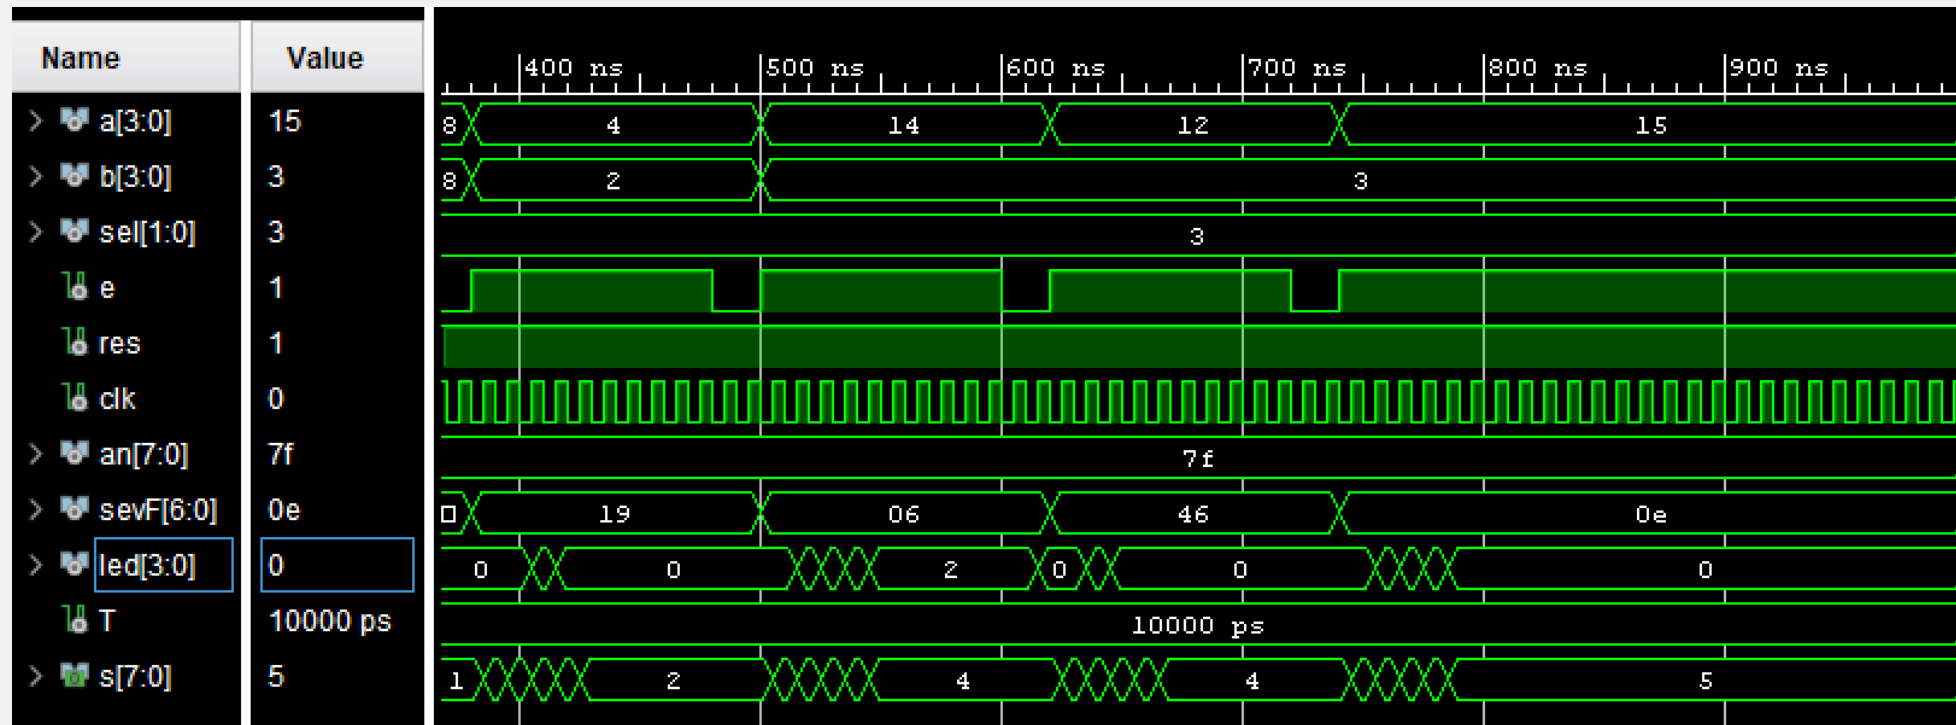 Name Value
400 ns 500 ns 600 ns 700 ns 800 ns 900 ns
a[3:0] 15 8 4 14 12 15
b[3:0] 3 8 2 3
sel[1:0] 3 3
e 1
res 1
clk 0
an[7:0] 7f 7f
sevF[6:0] 0e 19 06 46 0e
led[3:0] 0 0 0 2 0 0 0
T 10000 ps 10000 ps
s[7:0] 5 1 2 4 4 5